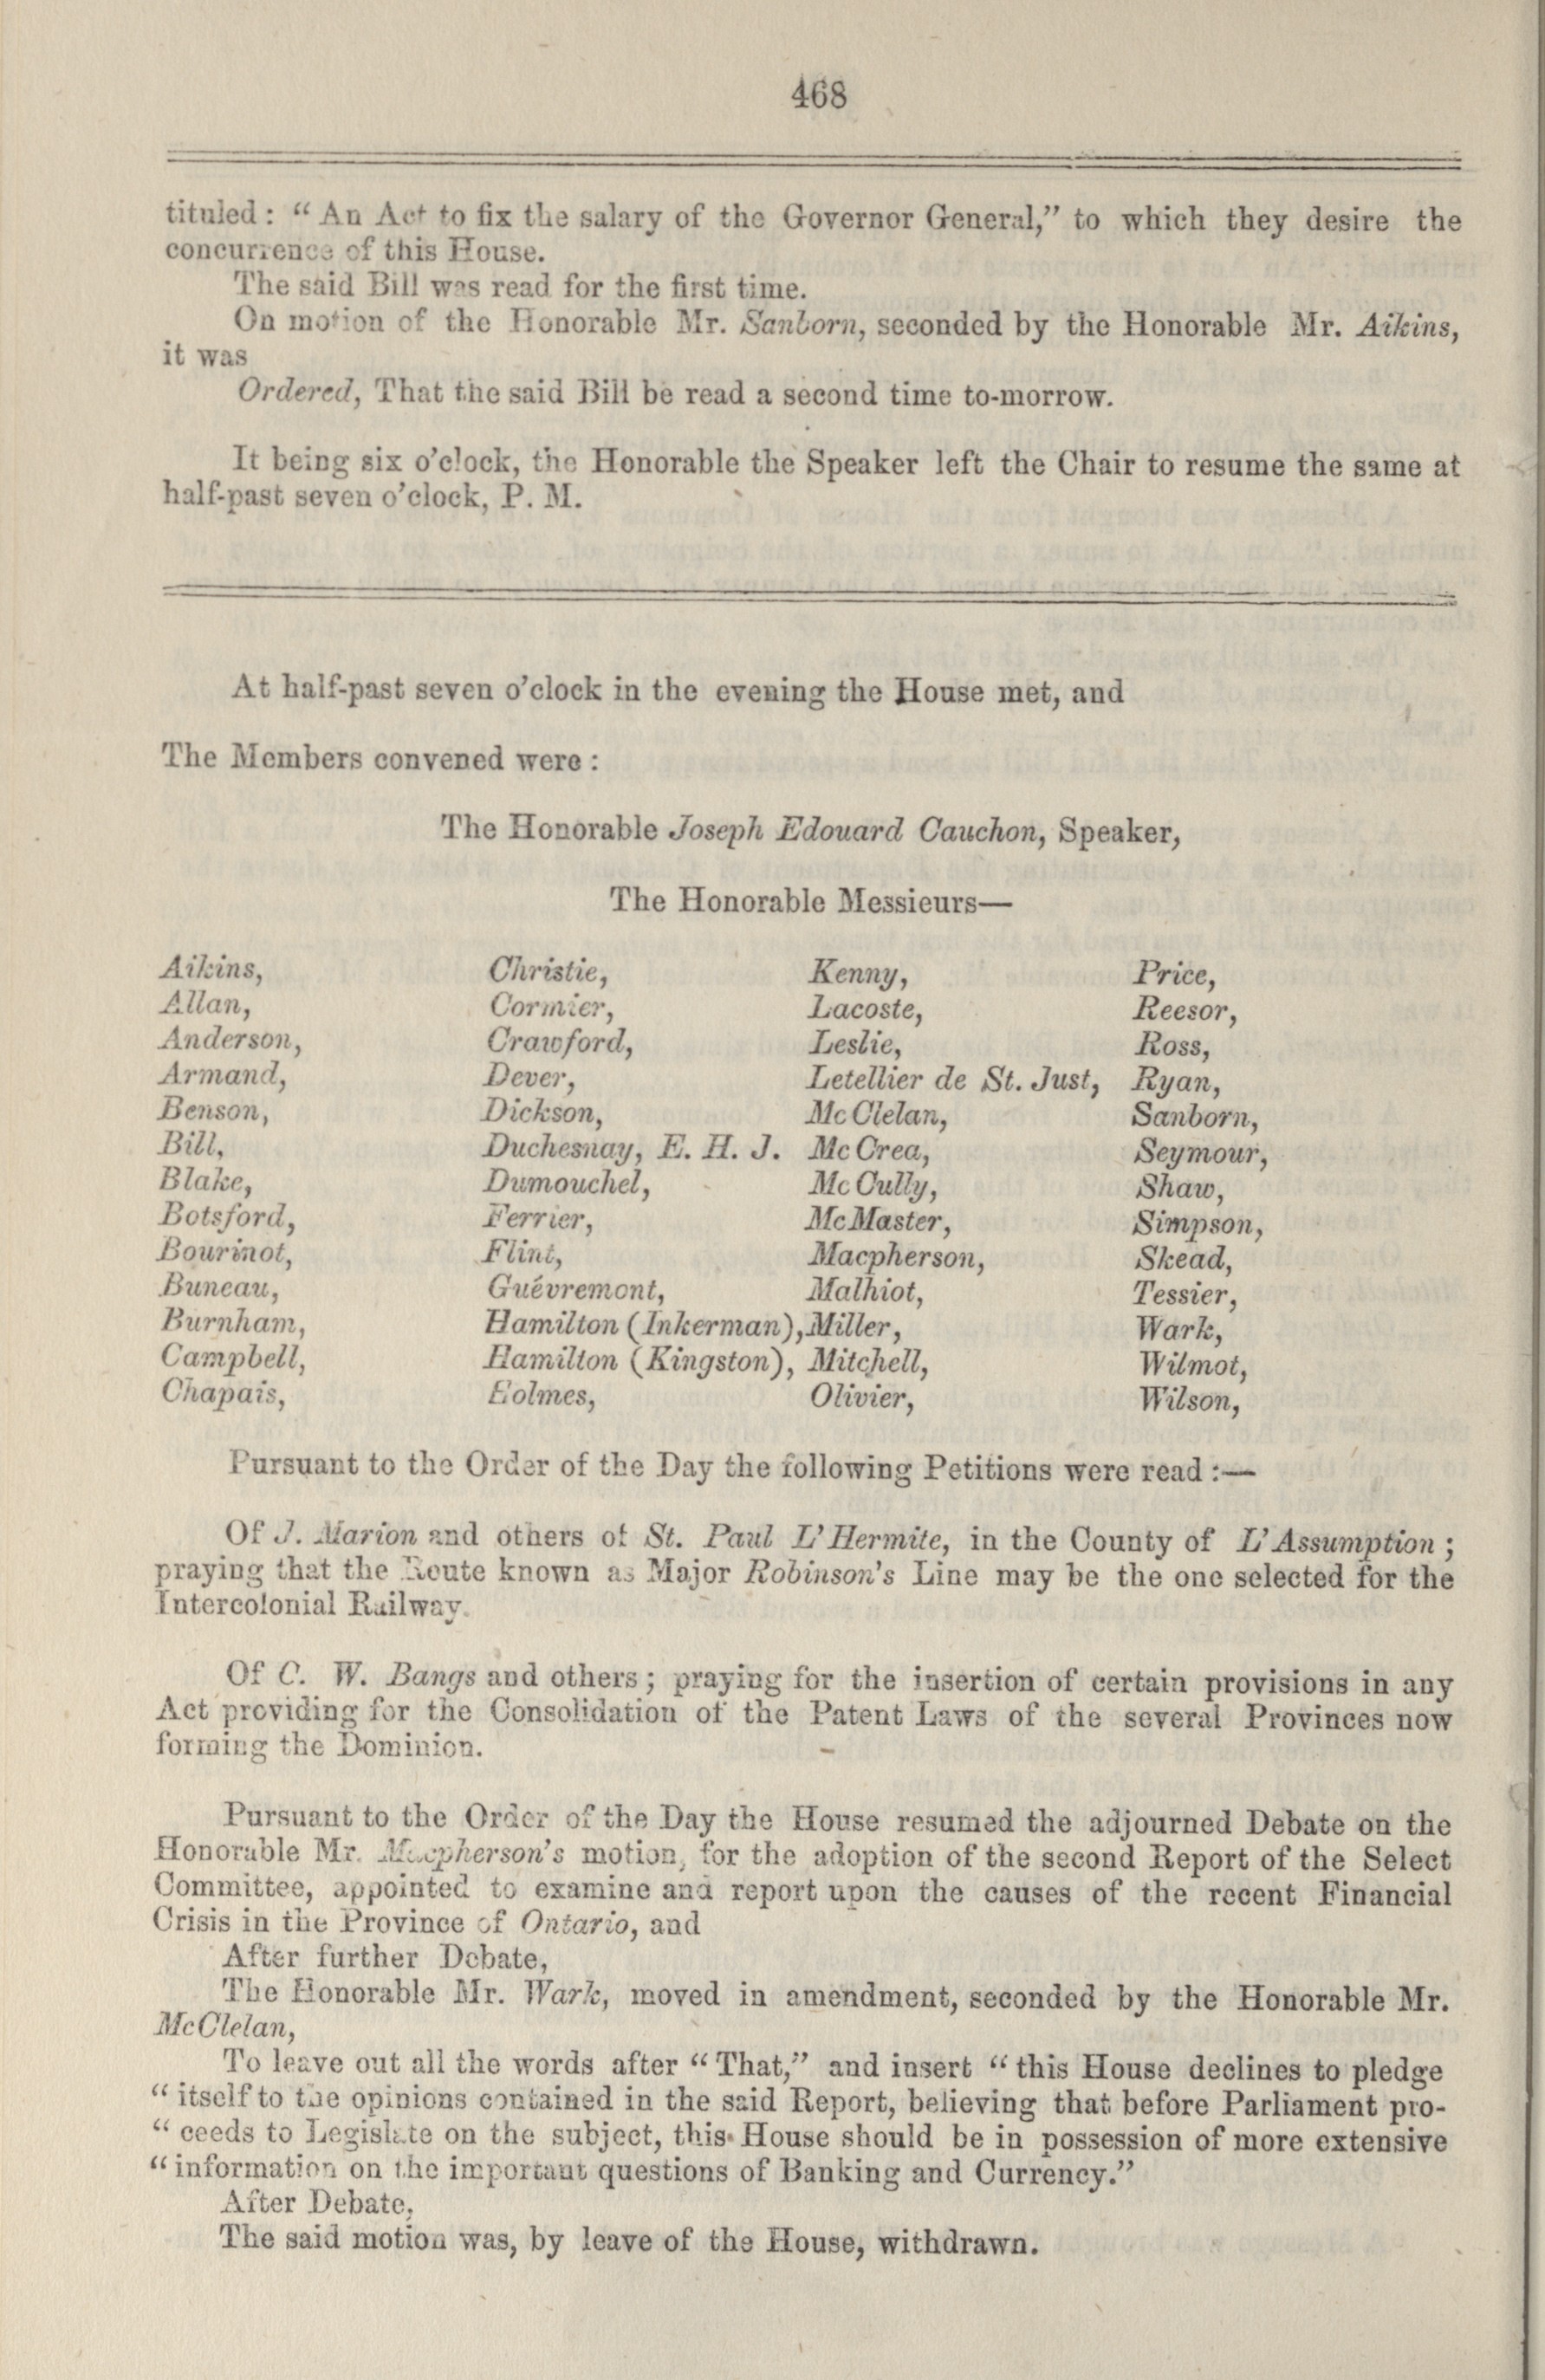 468
tituled: "An Act to fix the salary of the Governor General," to which they desire the
concurrence of this House.
The said Bill was read for the first time.
On motion of the Honorable Mr. Sanborn, seconded by the Honorable Mr. Aikins,
it was
Ordered, That the said Bill be read a second time to-morrow.
It being six o'clock, the Honorable the Speaker left the Chair to resume the same at
half-past seven o'clock, P. M.
At half-past seven o'clock in the evening the House met, and
The Members convened were:
The Honorable Joseph Edouard Cauchon, Speaker,
The Honorable Messieurs—
Aikins, Christie, Kenny, Price,
Allan, Cormier, Lacoste, Reesor,
Anderson, Crawford, Leslie, Ross,
Armand, Dever, Letellier de St. Just, Ryan,
Benson, Dickson, McClelan, Sanborn,
Bill, Duchesnay, E. H. J. McCrea, Seymour,
Blake, Dumouchel, McCully, Shaw,
Botsford, Ferrier, McMaster, Simpson,
Bourinot, Flint, Macpherson, Skead,
Buneau, Guévremont, Malhiot, Tessier,
Burnham, Hamilton (Inkerman), Miller, Wark,
Campbell, Hamilton (Kingston), Mitchell, Wilmot,
Chapais, Holmes, Olivier, Wilson,
Pursuant to the Order of the Day the following Petitions were read:—
Of J. Marion and others of St. Paul L'Hermite, in the County of L'Assumption;
praying that the Route known as Major Robinson's Line may be the one selected for the
Intercolonial Railway.
Of C. W. Bangs and others; praying for the insertion of certain provisions in any
Act providing for the Consolidation of the Patent Laws of the several Provinces now
forming the Dominion.
Pursuant to the Order of the Day the House resumed the adjourned Debate on the
Honorable Mr. Macpherson's motion, for the adoption of the second Report of the Select
Committee, appointed to examine and report upon the causes of the recent Financial
Crisis in the Province of Ontario, and
After further Debate,
The Honorable Mr. Wark, moved in amendment, seconded by the Honorable Mr.
McClelan,
To leave out all the words after "That," and insert "this House declines to pledge
"itself to the opinions contained in the said Report, believing that before Parliament pro-
"ceeds to Legislate on the subject, this House should be in possession of more extensive
"information on the important questions of Banking and Currency."
After Debate,
The said motion was, by leave of the House, withdrawn.